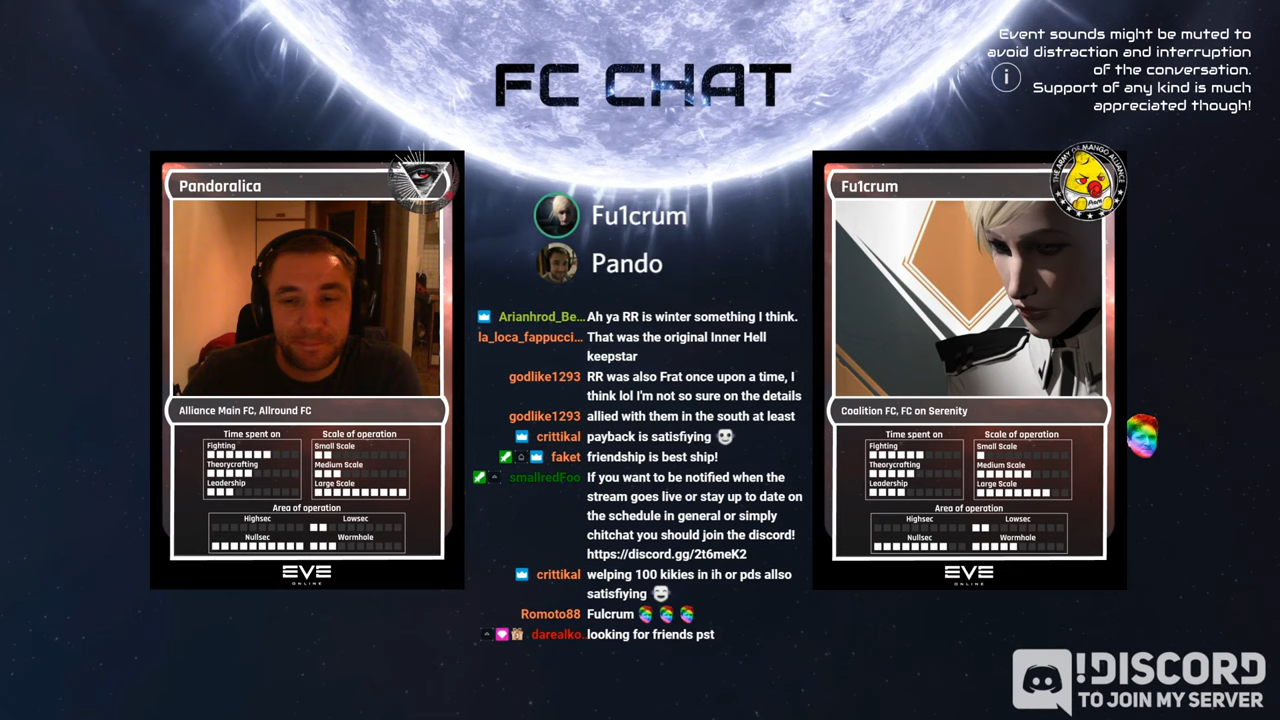 Event sounds might be muted to
avoid distraction and interruption
of the conversation.
Support of any kind is much
appreciated though!
FC CHAT
Pandoralica
Alliance Main FC, Allround FC
Time spent on
Scale of operation
Fighting
Small Scale
Theorycrafting
Medium Scale
Leadership
Large Scale
Area of operation
Highsec
Lowsec
Nullsec
Wormhole
EVE
ONLINE
Fu1crum
Pando
Arianhrod_Be... Ah ya RR is winter something I think.
la_loca_fappucci... That was the original Inner Hell
keepstar
godlike1293 RR was also Frat once upon a time, I
think lol I'm not so sure on the details
godlike1293 allied with them in the south at least
crittikal payback is satisfiying
faket friendship is best ship!
smallredFoo If you want to be notified when the
stream goes live or stay up to date on
the schedule in general or simply
chitchat you should join the discord!
https://discord.gg/2t6meK2
crittikal welping 100 kikies in ih or pds allso
satisfiying
Romoto88 Fulcrum
darealko.. looking for friends pst
THE ARMY OF MANGO ALLIANCE
Fu1crum
Coalition FC, FC on Serenity
Time spent on
Scale of operation
Fighting
Small Scale
Theorycrafting
Medium Scale
Leadership
Large Scale
Area of operation
Highsec
Lowsec
Nullsec
Wormhole
EVE
ONLINE
!DISCORD
TO JOIN MY SERVER